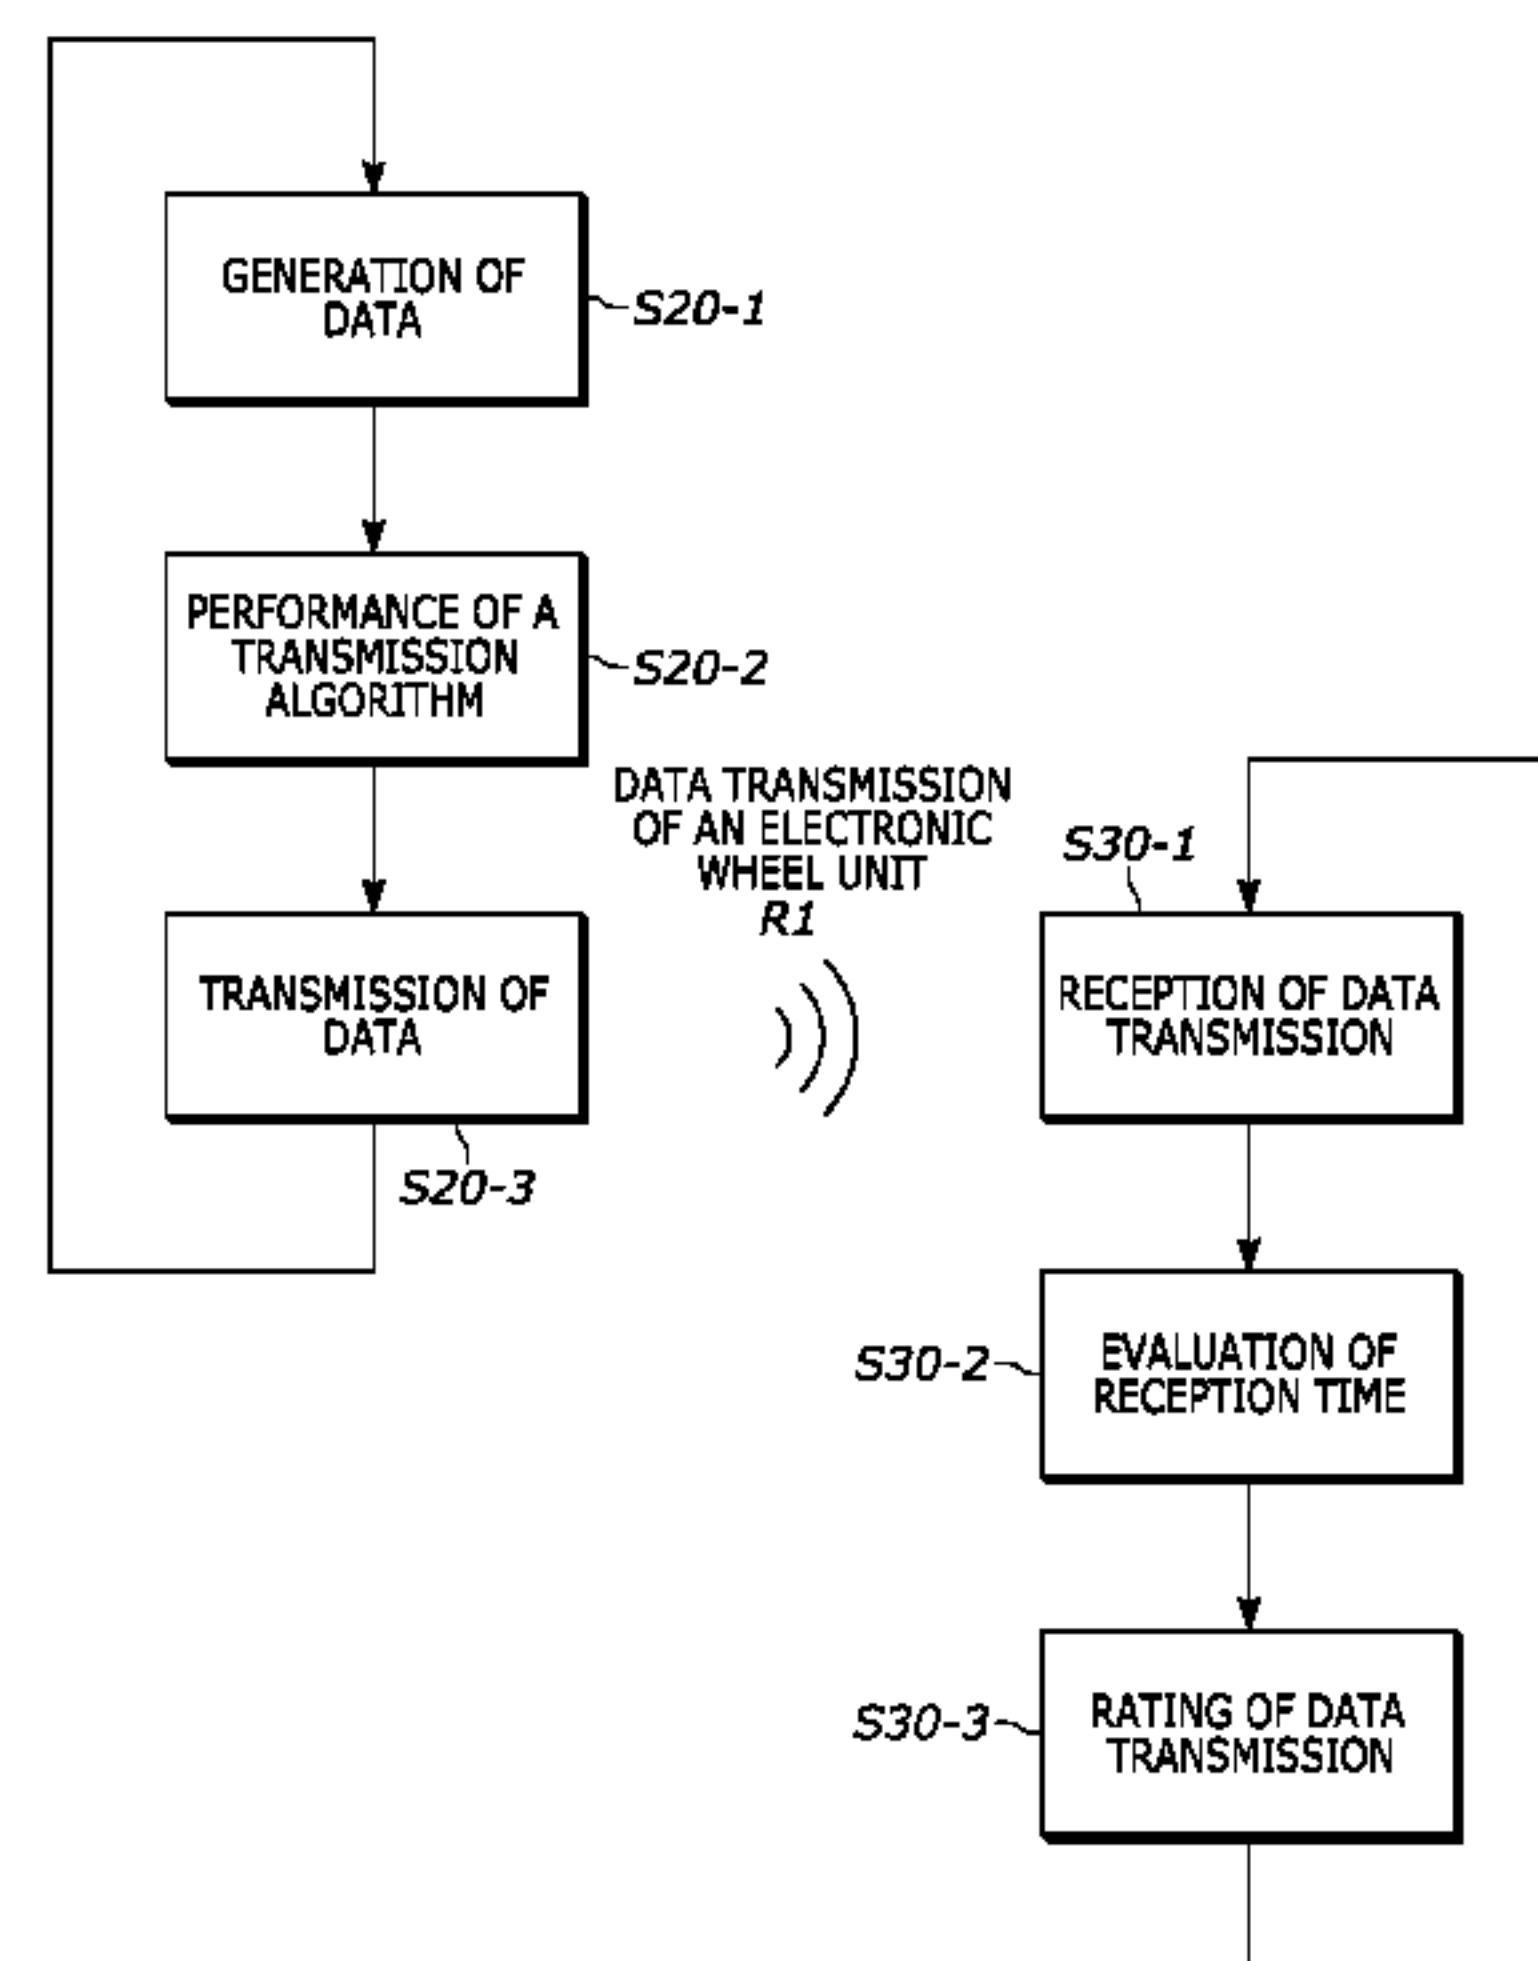 GENERATION OF
DATA
S20-1
PERFORMANCE OF A
TRANSMISSION
ALGORITHM
S20-2
DATA TRANSMISSION
OF AN ELECTRONIC
WHEEL UNIT
R1
TRANSMISSION OF
DATA
S20-3
S30-1
RECEPTION OF DATA
TRANSMISSION
S30-2
EVALUATION OF
RECEPTION TIME
S30-3
RATING OF DATA
TRANSMISSION